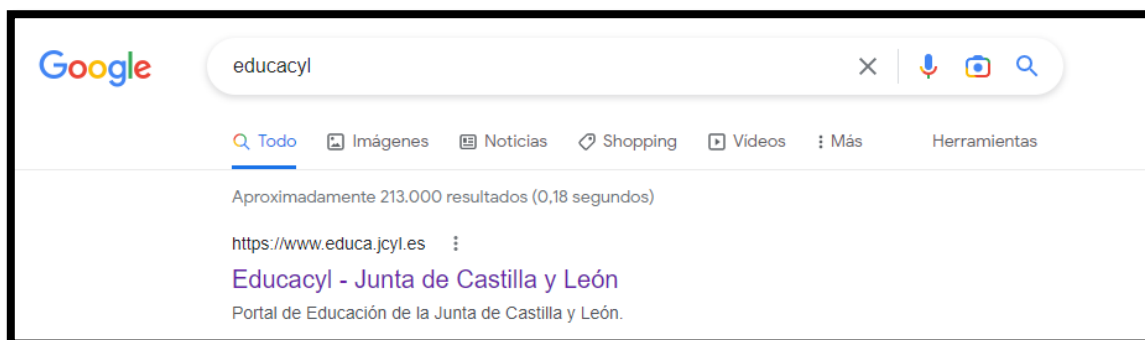 Google educacyl
Todo Imágenes Noticias Shopping Vídeos Más Herramientas
Aproximadamente 213.000 resultados (0,18 segundos)
https://www.educa.jcyl.es
Educacyl - Junta de Castilla y León
Portal de Educación de la Junta de Castilla y León.